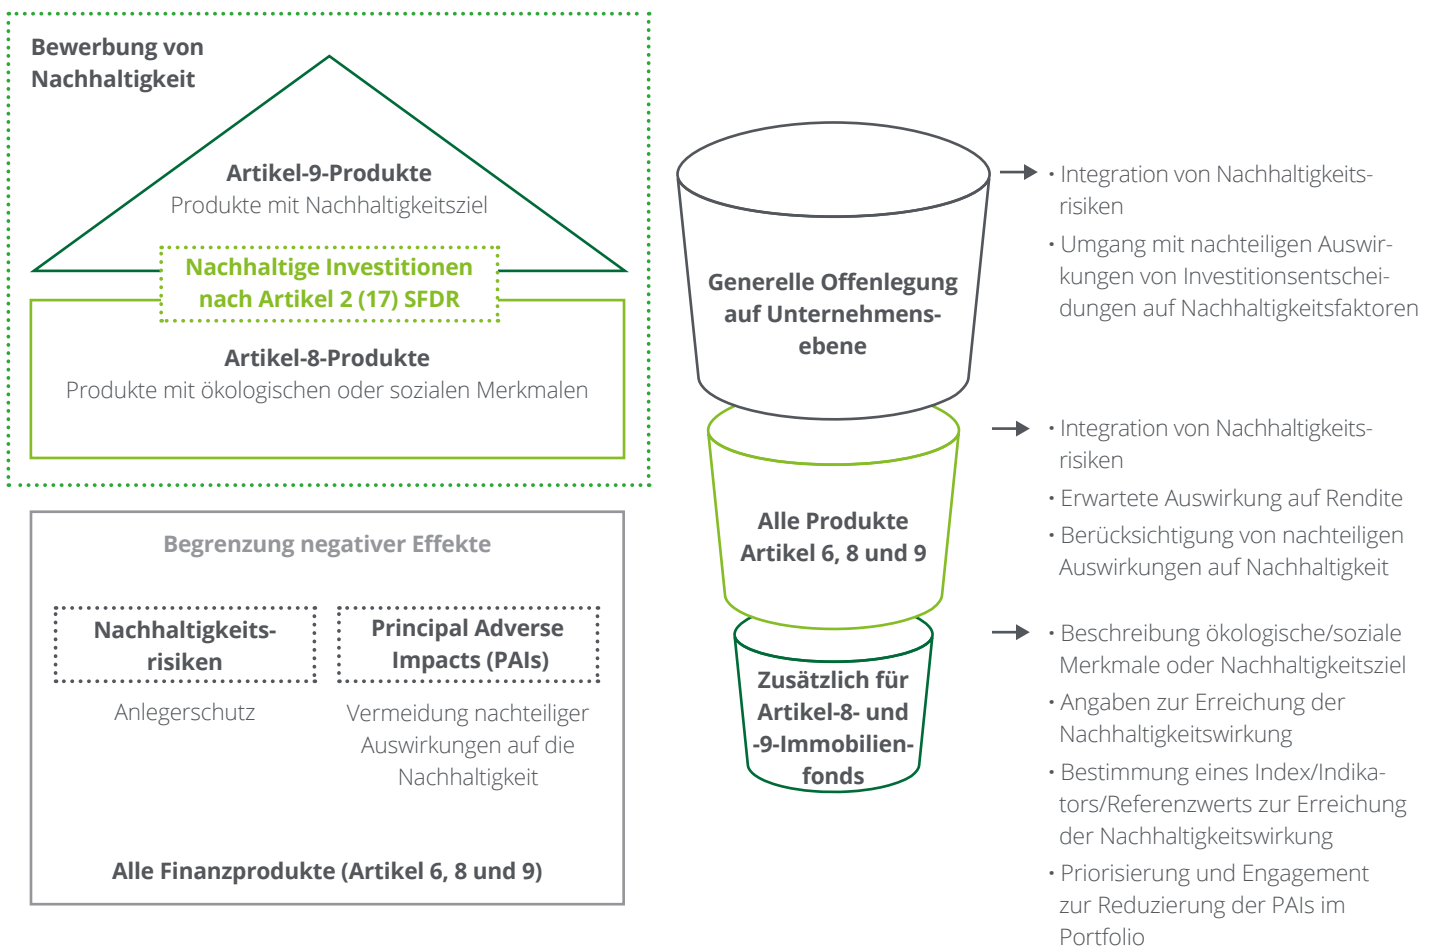 Bewerbung von
Nachhaltigkeit
Artikel-9-Produkte
Produkte mit Nachhaltigkeitsziel
Nachhaltige Investitionen
nach Artikel 2 (17) SFDR
Artikel-8-Produkte
Produkte mit ökologischen oder sozialen Merkmalen
Begrenzung negativer Effekte
Nachhaltigkeits-
risiken
Anlegerschutz
Principal Adverse
Impacts (PAIs)
Vermeidung nachteiliger
Auswirkungen auf die
Nachhaltigkeit
Alle Finanzprodukte (Artikel 6, 8 und 9)
Generelle Offenlegung
auf Unternehmens-
ebene
• Integration von Nachhaltigkeits-
risiken
• Umgang mit nachteiligen Auswir-
kungen von Investitionsentschei-
dungen auf Nachhaltigkeitsfaktoren
Alle Produkte
Artikel 6, 8 und 9
• Integration von Nachhaltigkeits-
risiken
• Erwartete Auswirkung auf Rendite
• Berücksichtigung von nachteiligen
Auswirkungen auf Nachhaltigkeit
Zusätzlich für
Artikel-8- und
-9-Immobilien-
fonds
• Beschreibung ökologische/soziale
Merkmale oder Nachhaltigkeitsziel
• Angaben zur Erreichung der
Nachhaltigkeitswirkung
• Bestimmung eines Index/Indika-
tors/Referenzwerts zur Erreichung
der Nachhaltigkeitswirkung
• Priorisierung und Engagement
zur Reduzierung der PAIs im
Portfolio